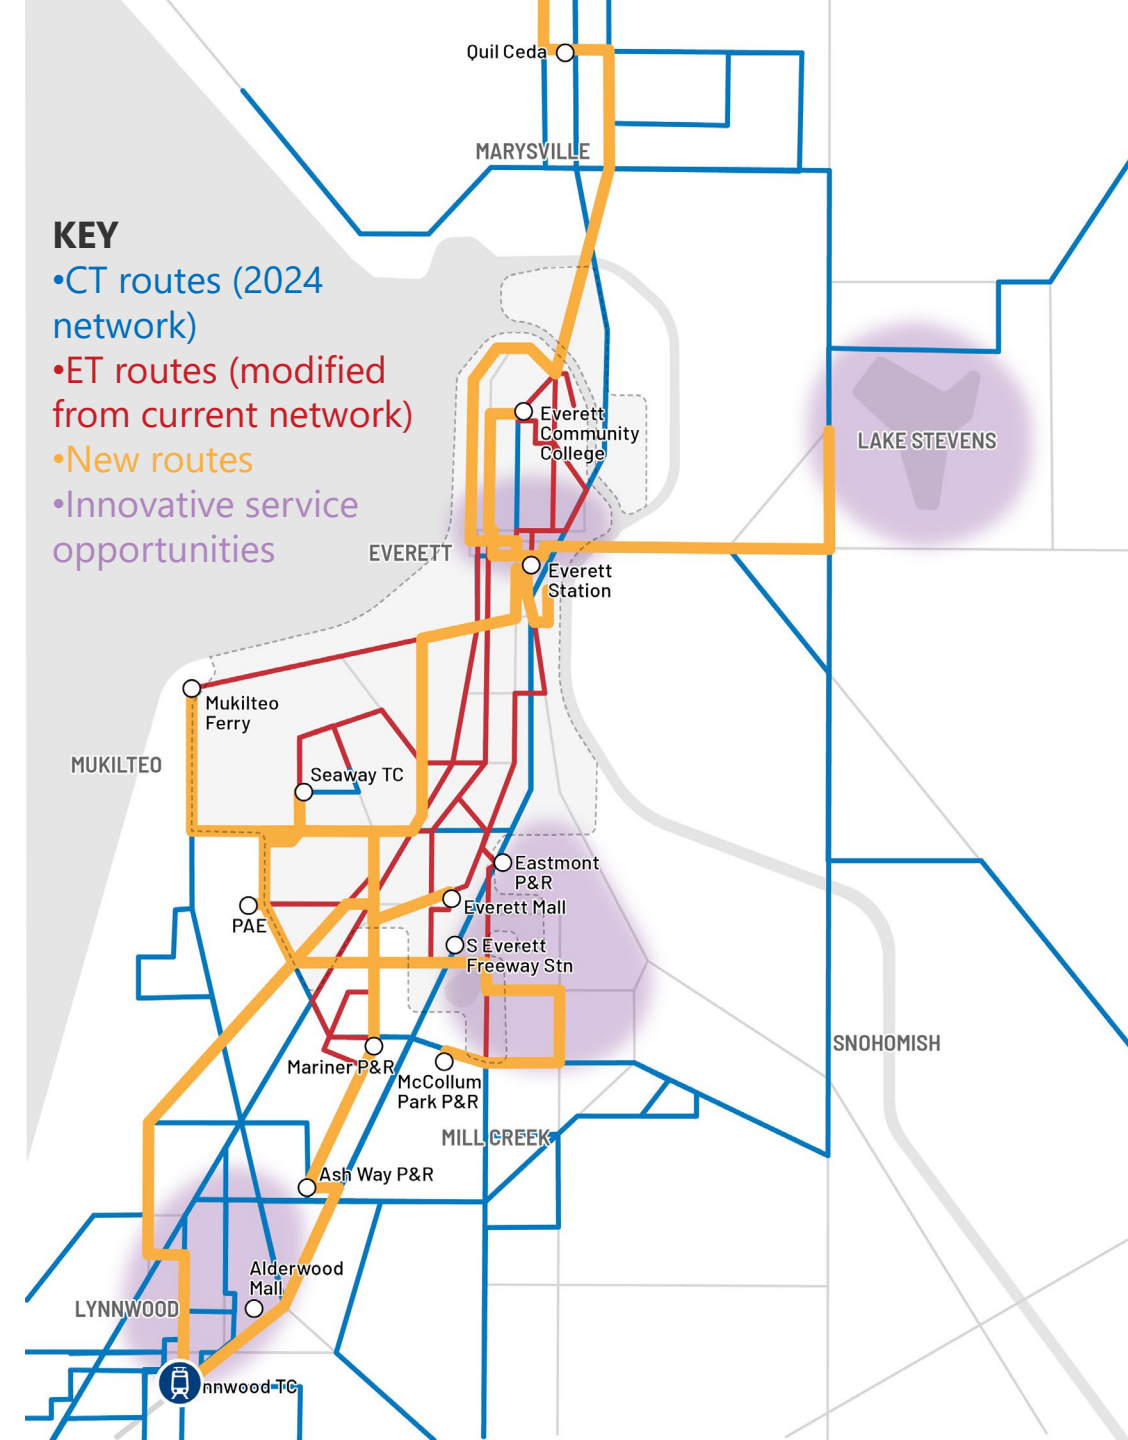 Quil Ceda
MARYSVILLE
KEY
•CT routes (2024
network)
•ET routes (modified
from current network)
•New routes
•Innovative service
opportunities
Everett
Community
College
LAKE STEVENS
EVERETT
Everett
Station
Mukilteo
Ferry
MUKILTEO
Seaway TC
Eastmont
P&R
PAE
Everett Mall
S Everett
Freeway Stn
SNOHOMISH
Mariner P&R
McCollum
Park P&R
MILL CREEK
Ash Way P&R
Alderwood
Mall
LYNNWOOD
nnwood TC